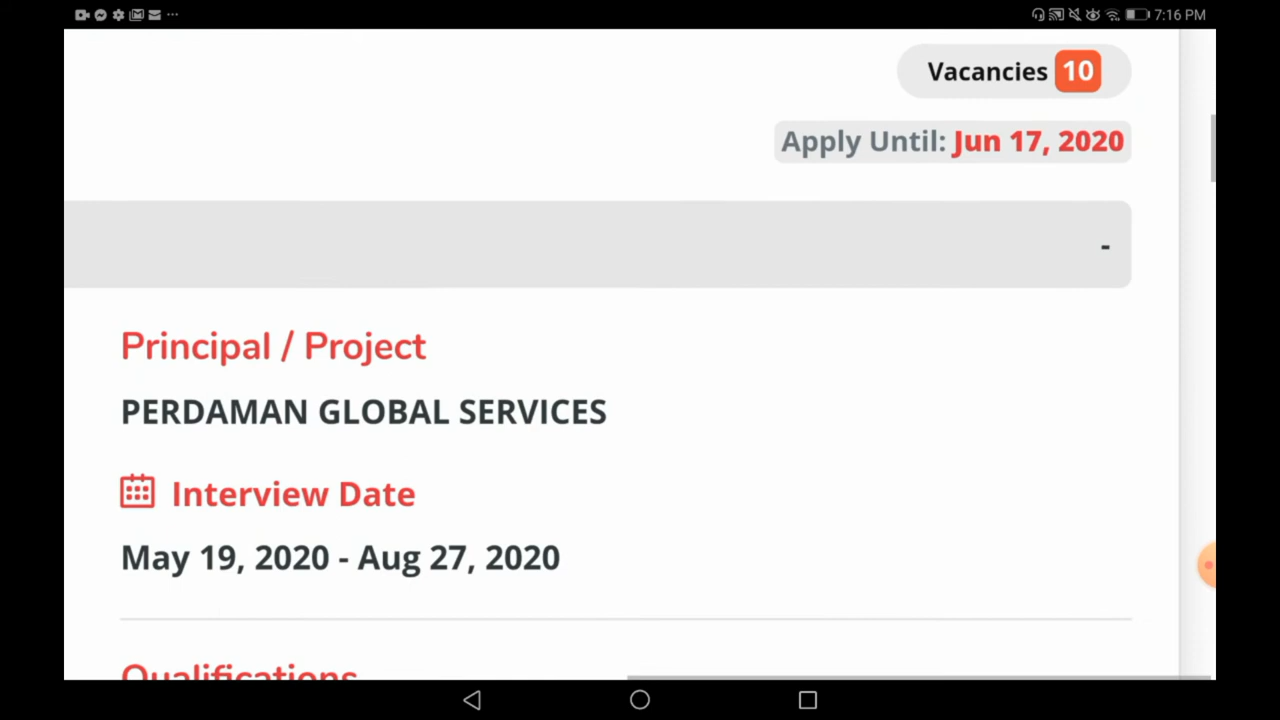 7:16 PM
Vacancies 10
Apply Until: Jun 17, 2020
-
Principal / Project
PERDAMAN GLOBAL SERVICES
Interview Date
May 19, 2020 - Aug 27, 2020
Qualifications